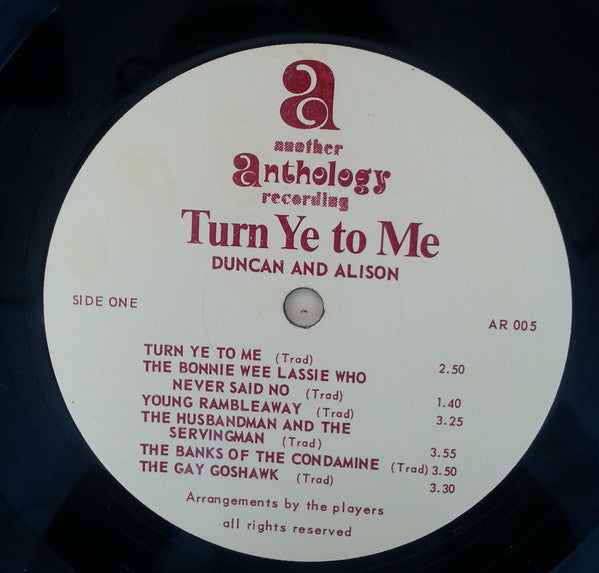 a
another
anthology
recording
Turn Ye to Me
DUNCAN AND ALISON
SIDE ONE
AR 005
TURN YE TO ME (Trad) 2.50
THE BONNIE WEE LASSIE WHO
NEVER SAID NO (Trad) 1.40
YOUNG RAMBLEAWAY (Trad) 3.25
THE HUSBANDMAN AND THE
SERVINGMAN (Trad) 3.55
THE BANKS OF THE CONDAMINE (Trad) 3.50
THE GAY GOSHAWK (Trad) 3.30
Arrangements by the players
all rights reserved